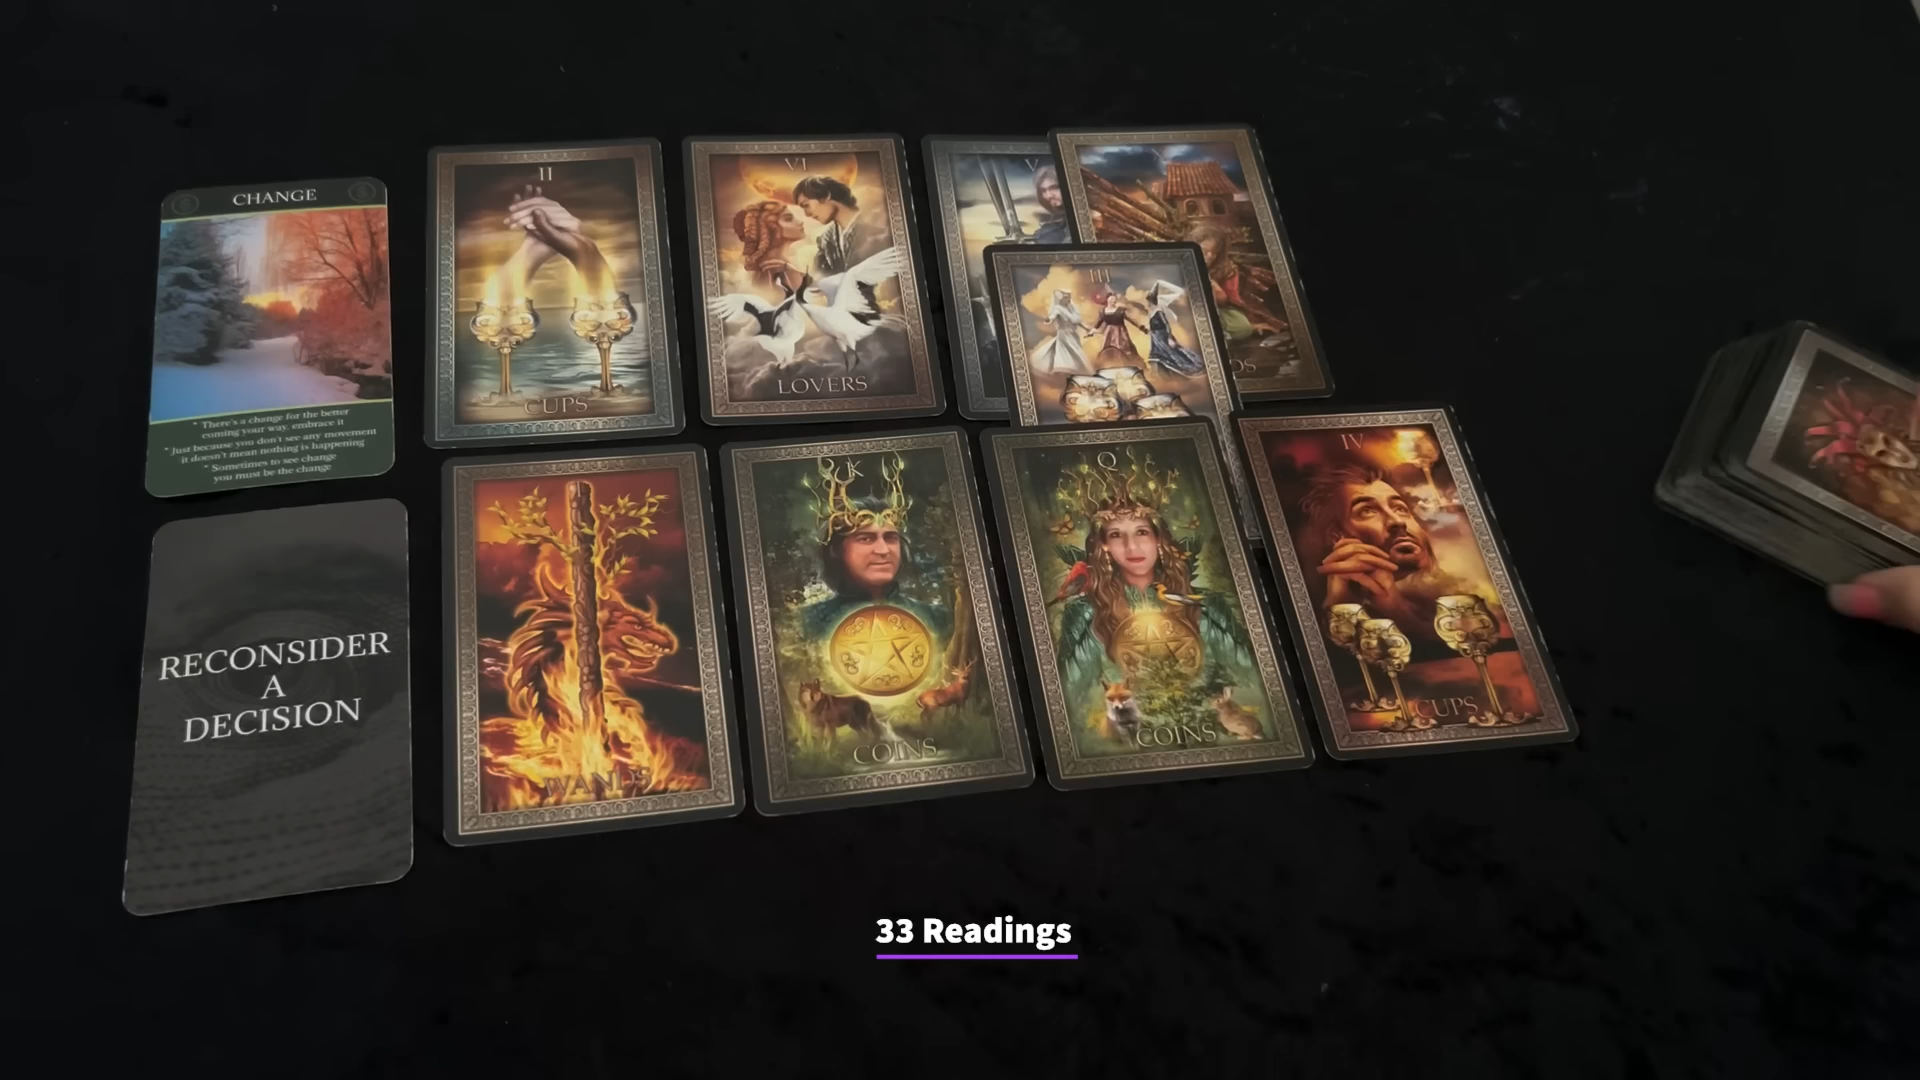 CHANGE
* There's a change for the better
coming your way, embrace it
* Just because you don't see any movement
it doesn't mean nothing is happening
* Sometimes to see change
you must be the change
II
CUPS
VI
LOVERS
V
III
RECONSIDER
A
DECISION
WANDS
K
COINS
Q
COINS
IV
CUPS
33 Readings